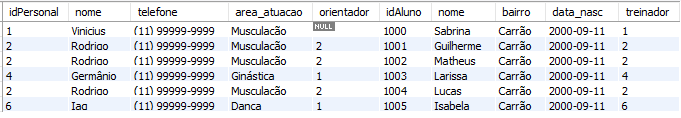 idPersonal nome telefone area_atuacao orientador idAluno nome bairro data_nasc treinador
1 Vinicius (11) 99999-9999 Musculacão NULL 1000 Sabrina Carrão 2000-09-11 1
2 Rodrigo (11) 99999-9999 Musculacão 2 1001 Guilherme Carrão 2000-09-11 2
2 Rodrigo (11) 99999-9999 Musculacão 2 1002 Matheus Carrão 2000-09-11 2
4 Germânio (11) 99999-9999 Ginástica 1 1003 Larissa Carrão 2000-09-11 4
2 Rodrigo (11) 99999-9999 Musculacão 2 1004 Lucas Carrão 2000-09-11 2
6 Iag (11) 99999-9999 Danca 1 1005 Isabela Carrão 2000-09-11 6